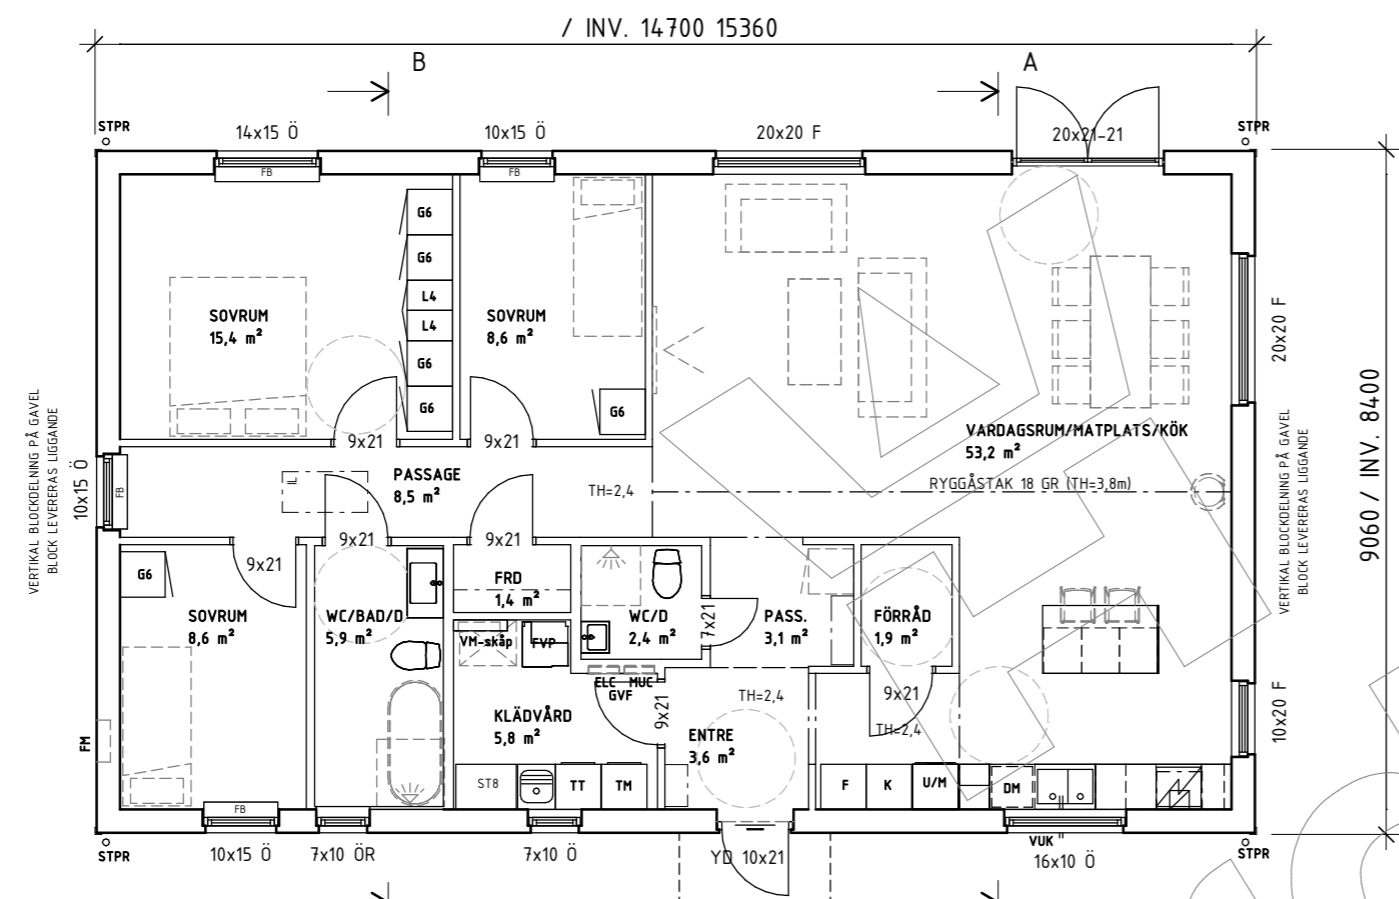 / INV. 14700 15360
B
A
STPR
14x15 Ö
10x15 Ö
20x20 F
20x21-21
STPR
FB
FB
G6
G6
L4
L4
G6
G6
SOVRUM
15,4 m²
SOVRUM
8,6 m²
G6
20x20 F
9060 / INV. 8400
VERTIKAL BLOCKDELNING PÅ GAVEL
BLOCK LEVERERAS LIGGANDE
10x15 Ö
FB
9x21
9x21
VARDAGSRUM/MATPLATS/KÖK
53,2 m²
PASSAGE
8,5 m²
TH=2,4
RYGGÅSTAK 18 GR (TH=3,8m)
VERTIKAL BLOCKDELNING PÅ GAVEL
BLOCK LEVERERAS LIGGANDE
9x21
9x21
9x21
G6
SOVRUM
8,6 m²
WC/BAD/D
5,9 m²
FRD
1,4 m²
WC/D
2,4 m²
7x21
PASS.
3,1 m²
FÖRRÅD
1,9 m²
VM-skåp
FVP
ELC MUC
GVF
KLÄDVÅRD
5,8 m²
9x21
TH=2,4
ENTRE
3,6 m²
9x21
TH=2,4
10x20 F
FM
ST8
TT
TM
F
K
U/M
DM
FB
STPR
10x15 Ö
7x10 ÖR
7x10 Ö
YD 10x21
VUK
16x10 Ö
STPR